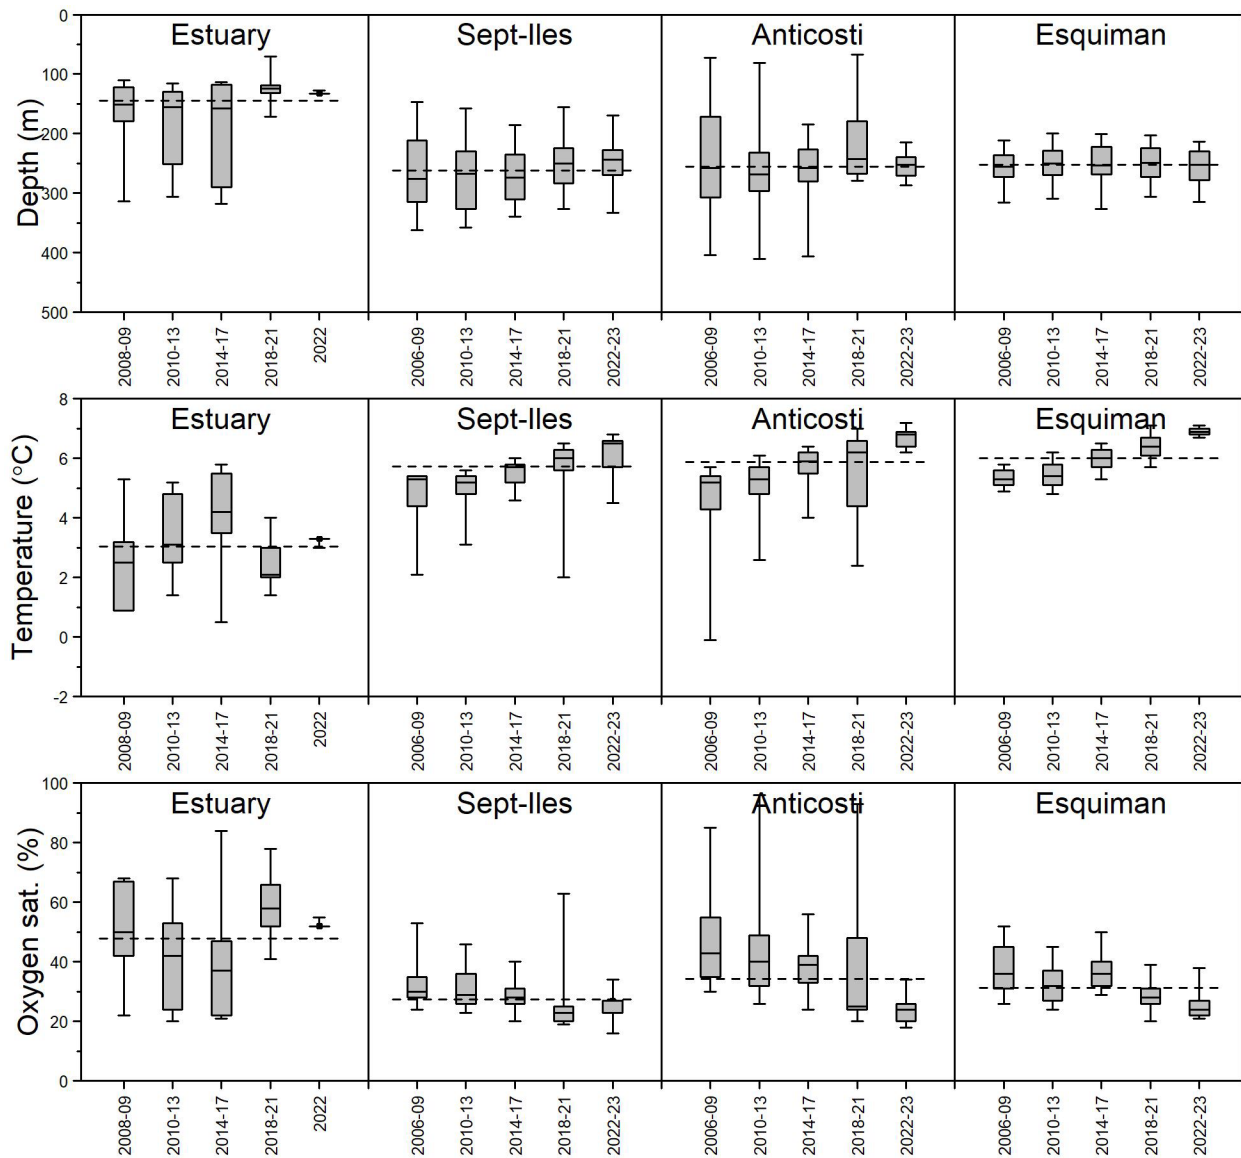 Estuary Sept-Iles Anticosti Esquiman
Depth (m)
0
100
200
300
400
500
2008-09 2010-13 2014-17 2018-21 2022 2006-09 2010-13 2014-17 2018-21 2022-23 2006-09 2010-13 2014-17 2018-21 2022-23 2006-09 2010-13 2014-17 2018-21 2022-23
Estuary Sept-Iles Anticosti Esquiman
Temperature (°C)
8
6
4
2
0
-2
2008-09 2010-13 2014-17 2018-21 2022 2006-09 2010-13 2014-17 2018-21 2022-23 2006-09 2010-13 2014-17 2018-21 2022-23 2006-09 2010-13 2014-17 2018-21 2022-23
Estuary Sept-Iles Anticosti Esquiman
Oxygen sat. (%)
100
80
60
40
20
0
2008-09 2010-13 2014-17 2018-21 2022 2006-09 2010-13 2014-17 2018-21 2022-23 2006-09 2010-13 2014-17 2018-21 2022-23 2006-09 2010-13 2014-17 2018-21 2022-23